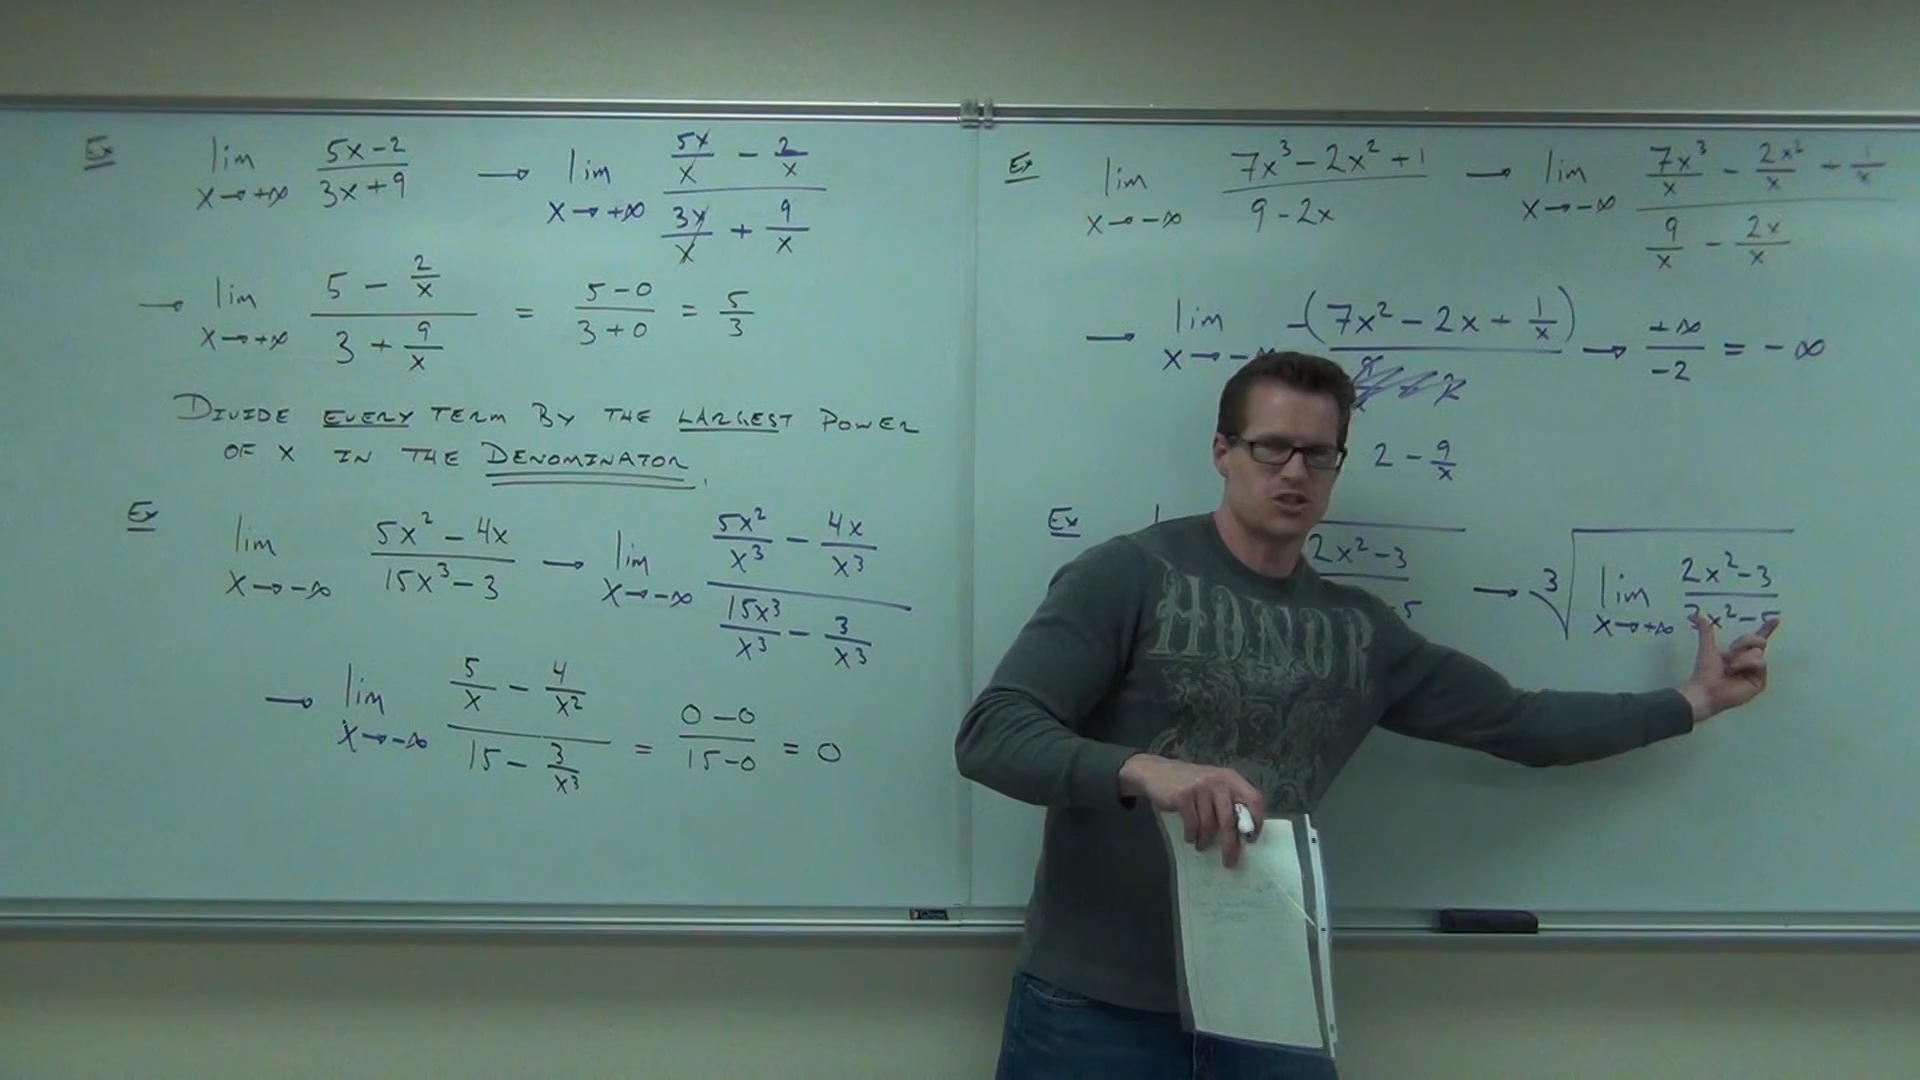 Ex lim x→+∞ (5x-2)/(3x+9) → lim x→+∞ (5x/x - 2/x)/(3x/x + 9/x)
→ lim x→+∞ (5 - 2/x)/(3 + 9/x) = (5-0)/(3+0) = 5/3
DIVIDE EVERY TERM BY THE LARGEST POWER
OF X IN THE DENOMINATOR.
Ex lim x→-∞ (5x²-4x)/(15x³-3) → lim x→-∞ (5x²/x³ - 4x/x³)/(15x³/x³ - 3/x³)
→ lim x→-∞ (5/x - 4/x²)/(15 - 3/x³) = (0-0)/(15-0) = 0
Ex lim x→-∞ (7x³-2x²+1)/(9-2x) → lim x→-∞ (7x³/x - 2x²/x + 1/x)/(9/x - 2x/x)
→ lim x→-∞ -(7x² - 2x + 1/x) → +∞/-2 = -∞
2 - 9/x
Ex 2x²-3 → ³√(lim x→+∞ (2x²-3)/(3x²-5))
-5
HONOR